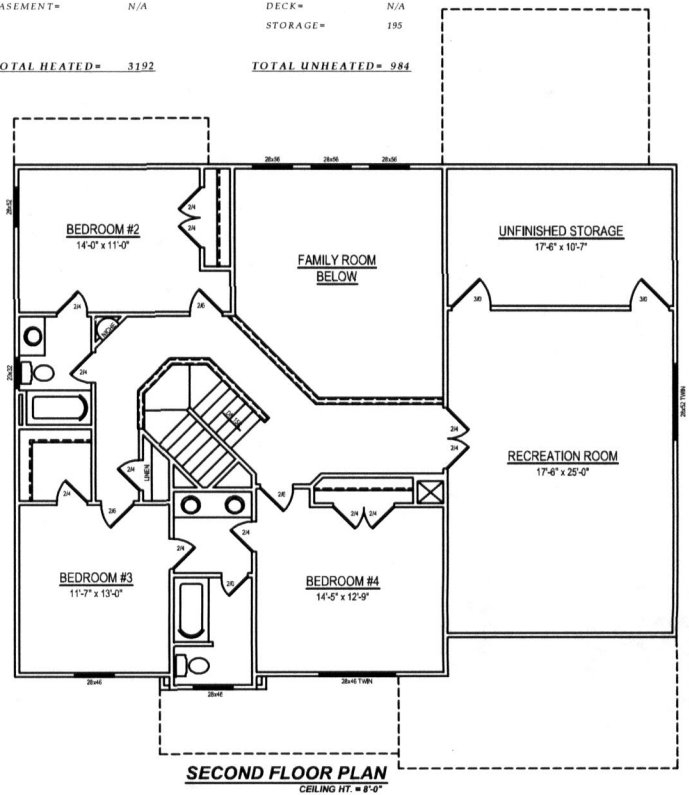 ASEMENT= N/A DECK= N/A
STORAGE= 195
OTAL HEATED= 3192 TOTAL UNHEATED= 984
28x56 28x56 28x56
28x52
BEDROOM #2
14'-0" x 11'-0"
2/4
2/4
FAMILY ROOM
BELOW
UNFINISHED STORAGE
17'-6" x 10'-7"
2/4
2/6
3/0
3/0
NICHE
20x32
2/4
28x52 TWIN
2/4
2/4
RECREATION ROOM
17'-6" x 25'-0"
LINEN
2/4
2/4
2/6
2/6
2/4 2/4
2/4
2/4
BEDROOM #3
11'-7" x 13'-0"
2/0
BEDROOM #4
14'-5" x 12'-9"
28x46
28x46
28x46 TWIN
SECOND FLOOR PLAN
CEILING HT. = 8'-0"